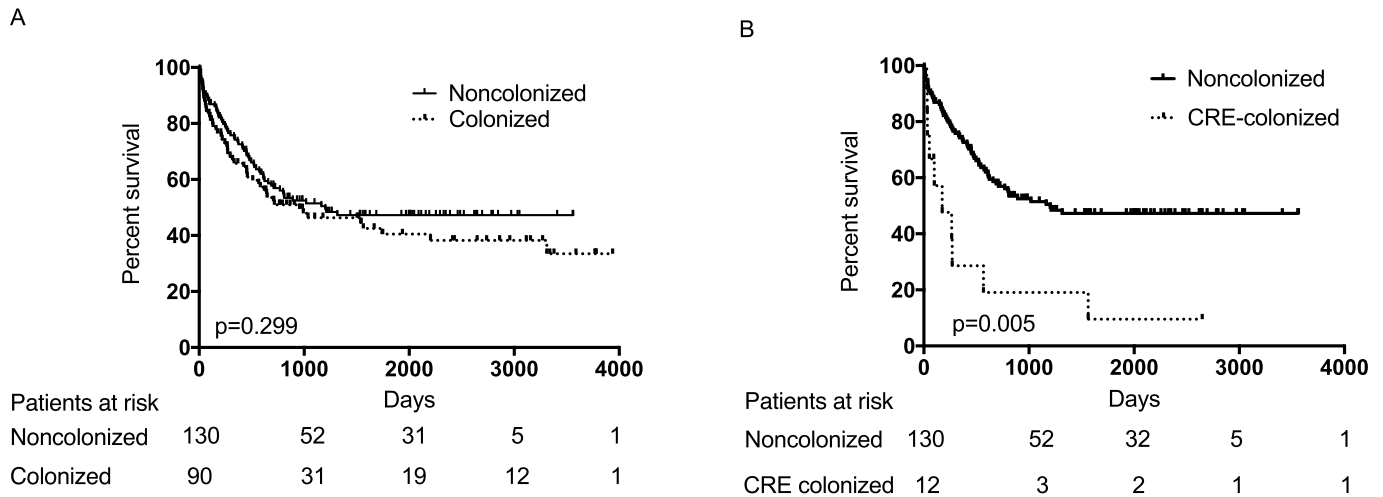 A
100
80
60
40
20
0
Percent survival
Noncolonized
Colonized
p=0.299
0 1000 2000 3000 4000
Days
Patients at risk
Noncolonized 130 52 31 5 1
Colonized 90 31 19 12 1
B
100
80
60
40
20
0
Percent survival
Noncolonized
CRE-colonized
p=0.005
0 1000 2000 3000 4000
Days
Patients at risk
Noncolonized 130 52 32 5 1
CRE colonized 12 3 2 1 1